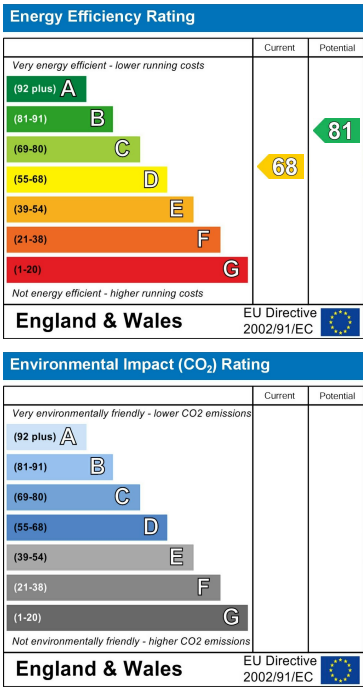 Energy Efficiency Rating
Current Potential
Very energy efficient - lower running costs
(92 plus) A
(81-91) B
81
(69-80) C
68
(55-68) D
(39-54) E
(21-38) F
(1-20) G
Not energy efficient - higher running costs
England & Wales
EU Directive
2002/91/EC
Environmental Impact (CO₂) Rating
Current Potential
Very environmentally friendly - lower CO2 emissions
(92 plus) A
(81-91) B
(69-80) C
(55-68) D
(39-54) E
(21-38) F
(1-20) G
Not environmentally friendly - higher CO2 emissions
England & Wales
EU Directive
2002/91/EC